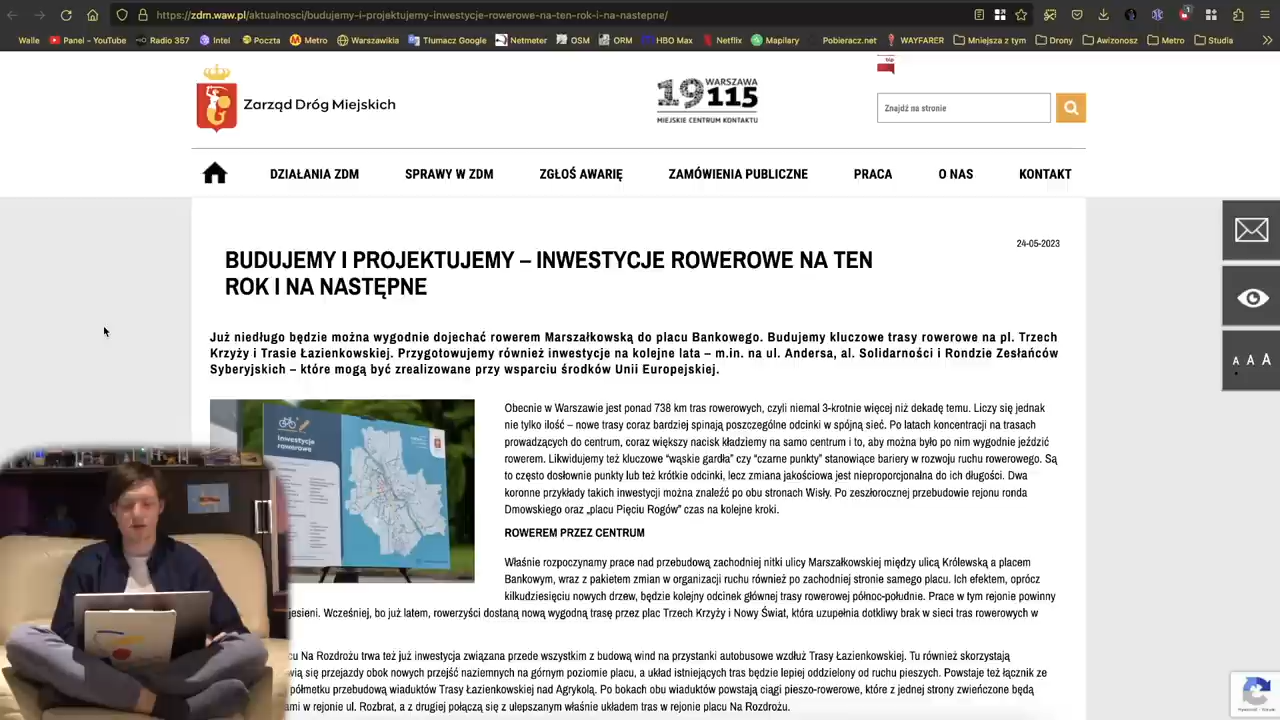 https://zdm.waw.pl/aktualnosci/budujemy-i-projektujemy-inwestycje-rowerowe-na-ten-rok-i-na-nastepne/
Walle Panel - YouTube Radio 357 Intel Poczta Metro Warszawikia Tłumacz Google Netmeter OSM ORM HBO Max Netflix Mapilary Pobieracz.net WAYFARER Mniejsza z tym Drony Awizonosz Metro Studia
Zarząd Dróg Miejskich
WARSZAWA
19 115
MIEJSKIE CENTRUM KONTAKTU
bip
Znajdź na stronie
DZIAŁANIA ZDM SPRAWY W ZDM ZGŁOŚ AWARIĘ ZAMÓWIENIA PUBLICZNE PRACA O NAS KONTAKT
24-05-2023
BUDUJEMY I PROJEKTUJEMY – INWESTYCJE ROWEROWE NA TEN
ROK I NA NASTĘPNE
A A A
Już niedługo będzie można wygodnie dojechać rowerem Marszałkowską do placu Bankowego. Budujemy kluczowe trasy rowerowe na pl. Trzech
Krzyży i Trasie Łazienkowskiej. Przygotowujemy również inwestycje na kolejne lata – m.in. na ul. Andersa, al. Solidarności i Rondzie Zesłańców
Syberyjskich – które mogą być zrealizowane przy wsparciu środków Unii Europejskiej.
Inwestycje
rowerowe
Obecnie w Warszawie jest ponad 738 km tras rowerowych, czyli niemal 3-krotnie więcej niż dekadę temu. Liczy się jednak
nie tylko ilość – nowe trasy coraz bardziej spinają poszczególne odcinki w spójną sieć. Po latach koncentracji na trasach
prowadzących do centrum, coraz większy nacisk kładziemy na samo centrum i to, aby można było po nim wygodnie jeździć
rowerem. Likwidujemy też kluczowe “wąskie gardła” czy “czarne punkty” stanowiące bariery w rozwoju ruchu rowerowego. Są
to często dosłownie punkty lub też krótkie odcinki, lecz zmiana jakościowa jest nieproporcjonalna do ich długości. Dwa
koronne przykłady takich inwestycji można znaleźć po obu stronach Wisły. Po zeszłorocznej przebudowie rejonu ronda
Dmowskiego oraz „placu Pięciu Rogów” czas na kolejne kroki.
ROWEREM PRZEZ CENTRUM
Właśnie rozpoczynamy prace nad przebudową zachodniej nitki ulicy Marszałkowskiej między ulicą Królewską a placem
Bankowym, wraz z pakietem zmian w organizacji ruchu również po zachodniej stronie samego placu. Ich efektem, oprócz
kilkudziesięciu nowych drzew, będzie kolejny odcinek głównej trasy rowerowej północ-południe. Prace w tym rejonie powinny
jesieni. Wcześniej, bo już latem, rowerzyści dostaną nową wygodną trasę przez plac Trzech Krzyży i Nowy Świat, która uzupełnia dotkliwy brak w sieci tras rowerowych w
cu Na Rozdrożu trwa też już inwestycja związana przede wszystkim z budową wind na przystanki autobusowe wzdłuż Trasy Łazienkowskiej. Tu również skorzystają
wią się przejazdy obok nowych przejść naziemnych na górnym poziomie placu, a układ istniejących tras będzie lepiej oddzielony od ruchu pieszych. Powstaje też łącznik ze
półmetku przebudową wiaduktów Trasy Łazienkowskiej nad Agrykolą. Po bokach obu wiaduktów powstają ciągi pieszo-rowerowe, które z jednej strony zwieńczone będą
ami w rejonie ul. Rozbrat, a z drugiej połączą się z ulepszanym właśnie układem tras w rejonie placu Na Rozdrożu.